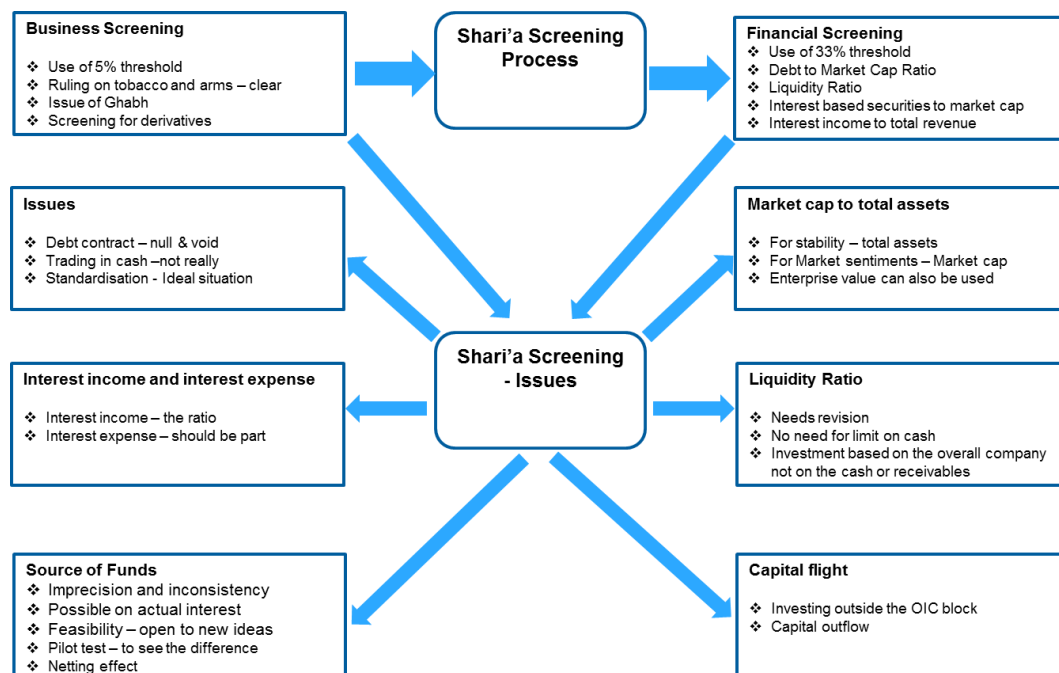 Business Screening
❖ Use of 5% threshold
❖ Ruling on tobacco and arms – clear
❖ Issue of Ghabh
❖ Screening for derivatives
Shari’a Screening
Process
Financial Screening
❖ Use of 33% threshold
❖ Debt to Market Cap Ratio
❖ Liquidity Ratio
❖ Interest based securities to market cap
❖ Interest income to total revenue
Issues
❖ Debt contract – null & void
❖ Trading in cash –not really
❖ Standardisation - Ideal situation
Market cap to total assets
❖ For stability – total assets
❖ For Market sentiments – Market cap
❖ Enterprise value can also be used
Shari’a Screening
- Issues
Interest income and interest expense
❖ Interest income – the ratio
❖ Interest expense – should be part
Liquidity Ratio
❖ Needs revision
❖ No need for limit on cash
❖ Investment based on the overall company
not on the cash or receivables
Source of Funds
❖ Imprecision and inconsistency
❖ Possible on actual interest
❖ Feasibility – open to new ideas
❖ Pilot test – to see the difference
❖ Netting effect
Capital flight
❖ Investing outside the OIC block
❖ Capital outflow